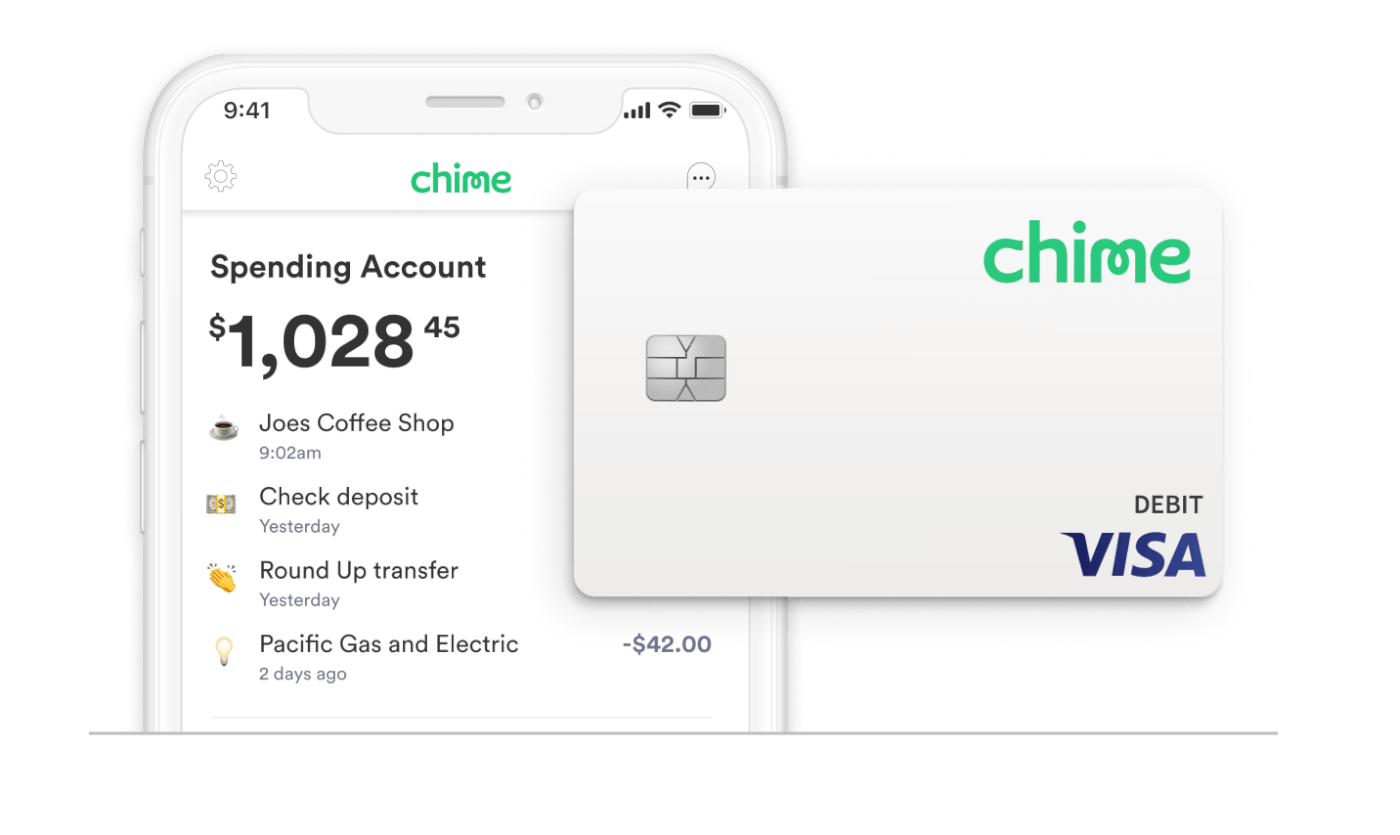 9:41
chime
Spending Account
$1,028 45
Joes Coffee Shop
9:02am
Check deposit
Yesterday
Round Up transfer
Yesterday
Pacific Gas and Electric
-$42.00
2 days ago
chime
DEBIT
VISA